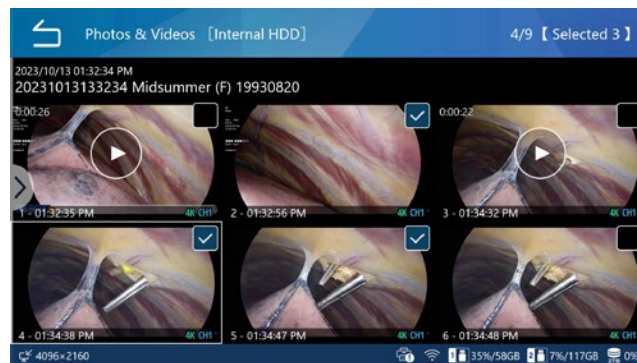 Photos & Videos [Internal HDD] 4/9 【 Selected 3 】
2023/10/13 01:32:34 PM
20231013133234 Midsummer (F) 19930820
0:00:26 0:00:22
1 - 01:32:35 PM 4K CH1 2 - 01:32:56 PM 4K CH1 3 - 01:34:32 PM 4K CH1
4 - 01:34:38 PM 4K CH1 5 - 01:34:47 PM 4K CH1 6 - 01:34:48 PM 4K CH1
4096×2160 1 35%/58GB 2 7%/117GB 0%